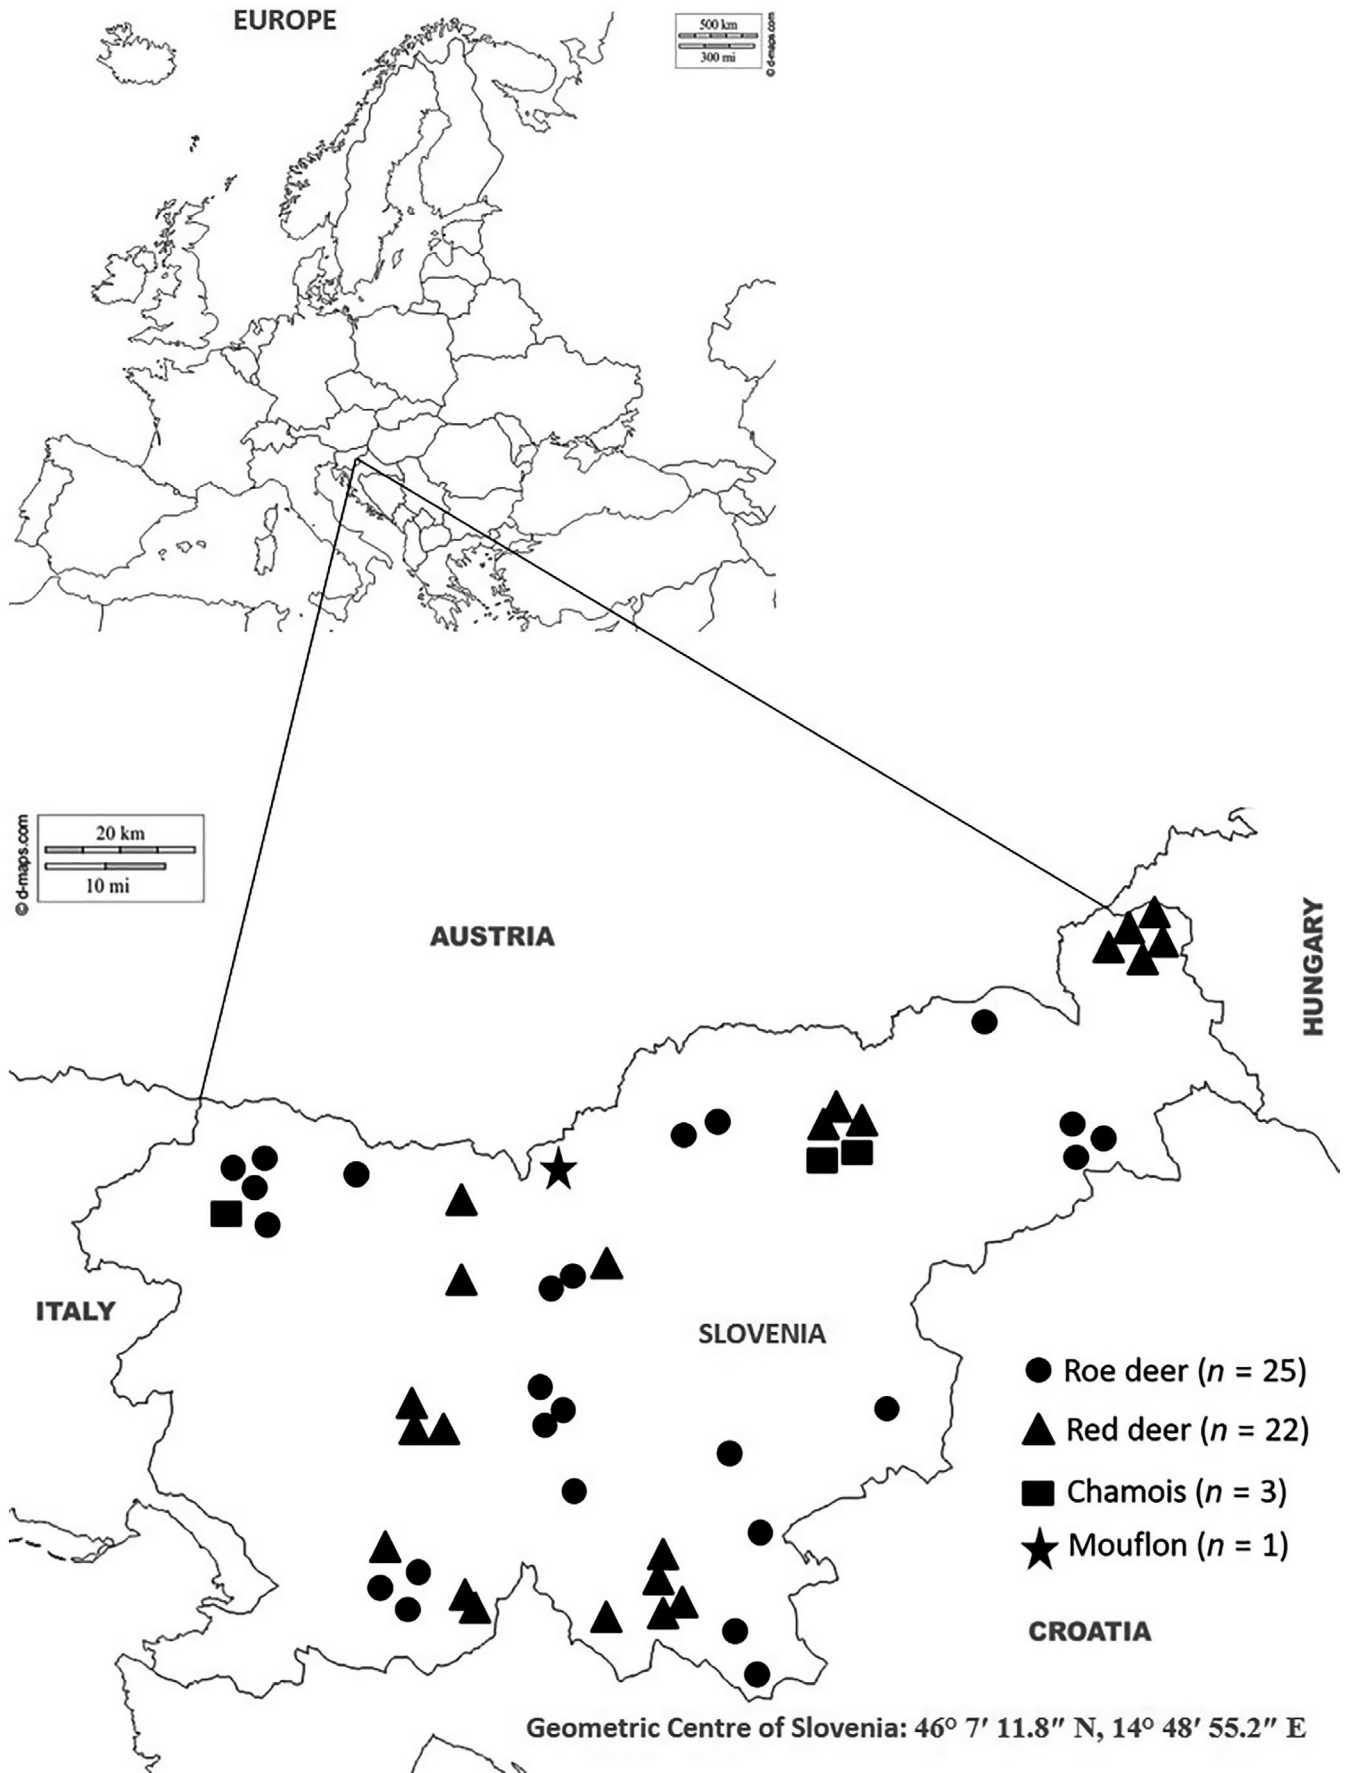 EUROPE
500 km
300 mi
© d-maps.com
20 km
10 mi
© d-maps.com
AUSTRIA
HUNGARY
ITALY
SLOVENIA
Roe deer (n = 25)
Red deer (n = 22)
Chamois (n = 3)
Mouflon (n = 1)
CROATIA
Geometric Centre of Slovenia: 46° 7′ 11.8″ N, 14° 48′ 55.2″ E